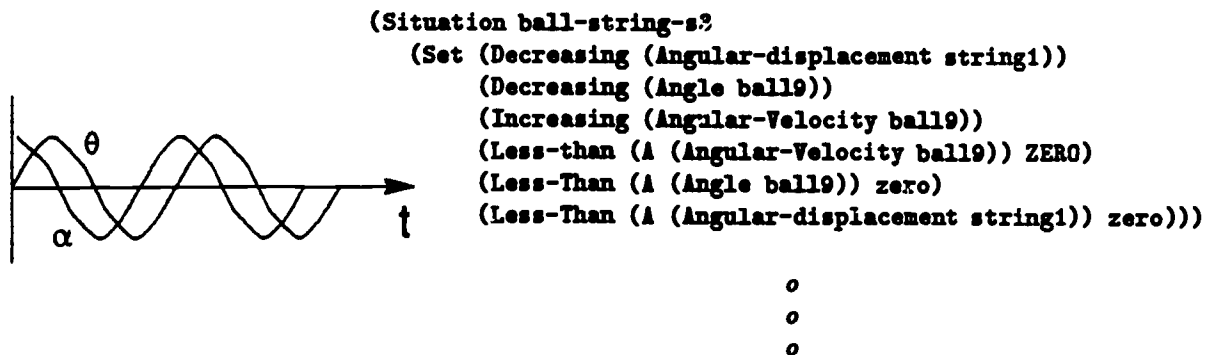 (Situation ball-string-s?
(Set (Decreasing (Angular-displacement string1))
(Decreasing (Angle ball9))
(Increasing (Angular-Velocity ball9))
(Less-than (A (Angular-Velocity ball9)) ZERO)
(Less-Than (A (Angle ball9)) zero)
(Less-Than (A (Angular-displacement string1)) zero)))
θ
α
t
o
o
o